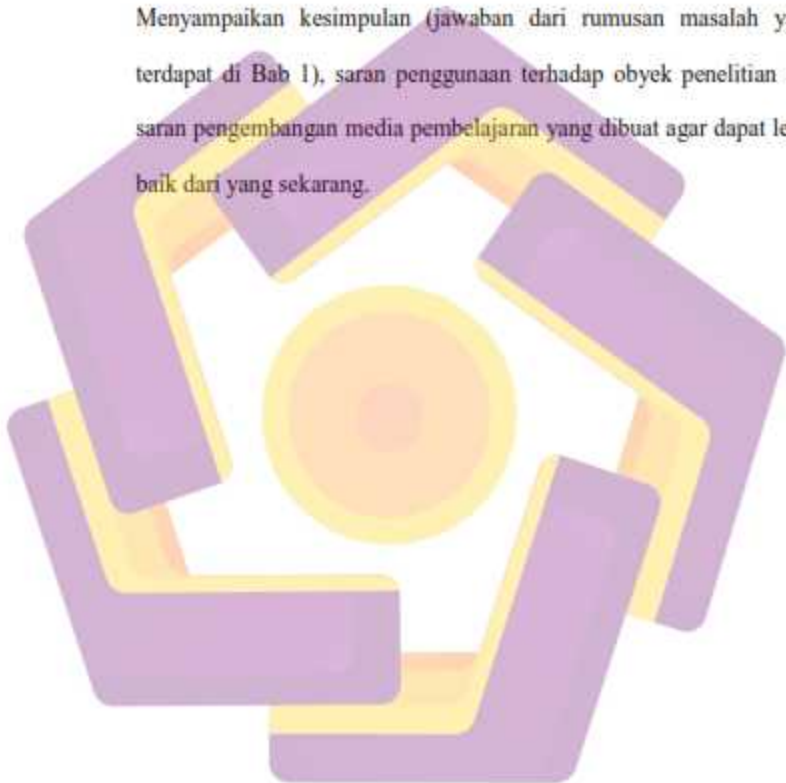 Menyampaikan kesimpulan (jawaban dari rumusan masalah y
terdapat di Bab 1), saran penggunaan terhadap obyek penelitian
saran pengembangan media pembelajaran yang dibuat agar dapat le
baik dari yang sekarang.